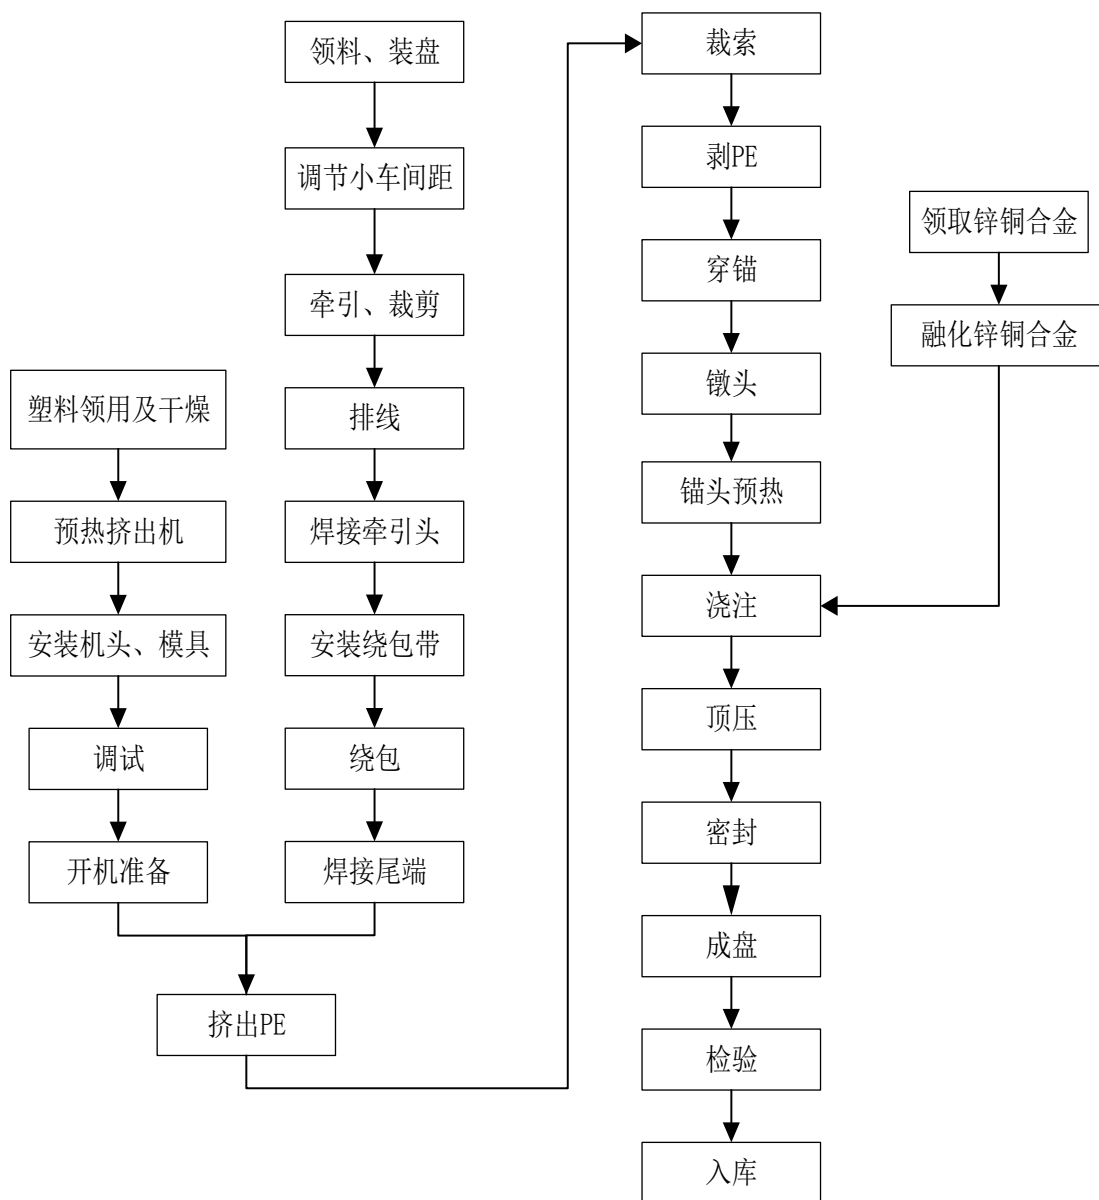 领料、装盘
调节小车间距
牵引、裁剪
排线
焊接牵引头
安装绕包带
绕包
焊接尾端
塑料领用及干燥
预热挤出机
安装机头、模具
调试
开机准备
挤出PE
裁索
剥PE
穿锚
镦头
锚头预热
浇注
顶压
密封
成盘
检验
入库
领取锌铜合金
融化锌铜合金